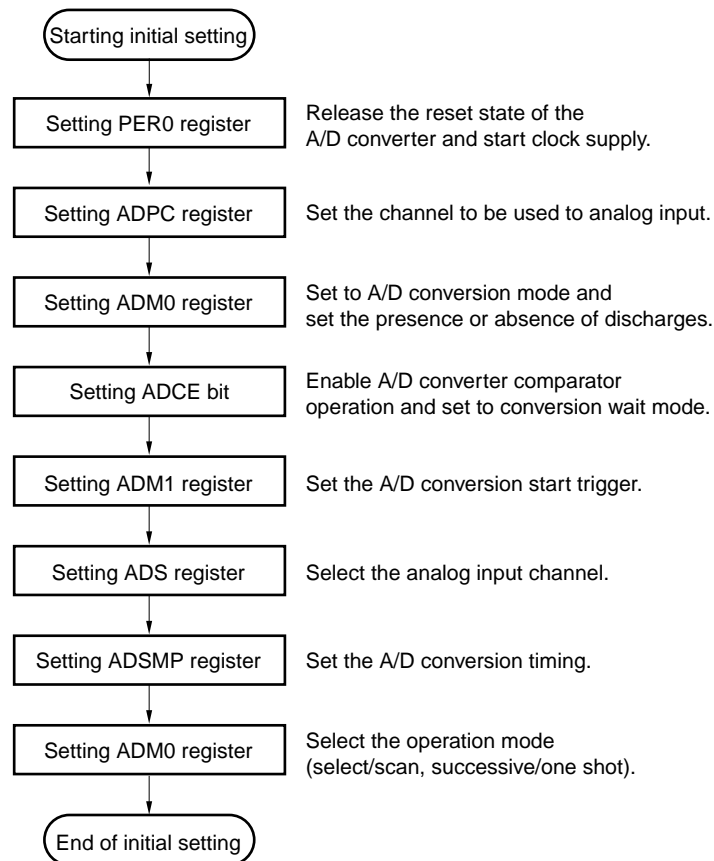 Starting initial setting
Setting PER0 register
Release the reset state of the
A/D converter and start clock supply.
Setting ADPC register
Set the channel to be used to analog input.
Setting ADM0 register
Set to A/D conversion mode and
set the presence or absence of discharges.
Setting ADCE bit
Enable A/D converter comparator
operation and set to conversion wait mode.
Setting ADM1 register
Set the A/D conversion start trigger.
Setting ADS register
Select the analog input channel.
Setting ADSMP register
Set the A/D conversion timing.
Setting ADM0 register
Select the operation mode
(select/scan, successive/one shot).
End of initial setting